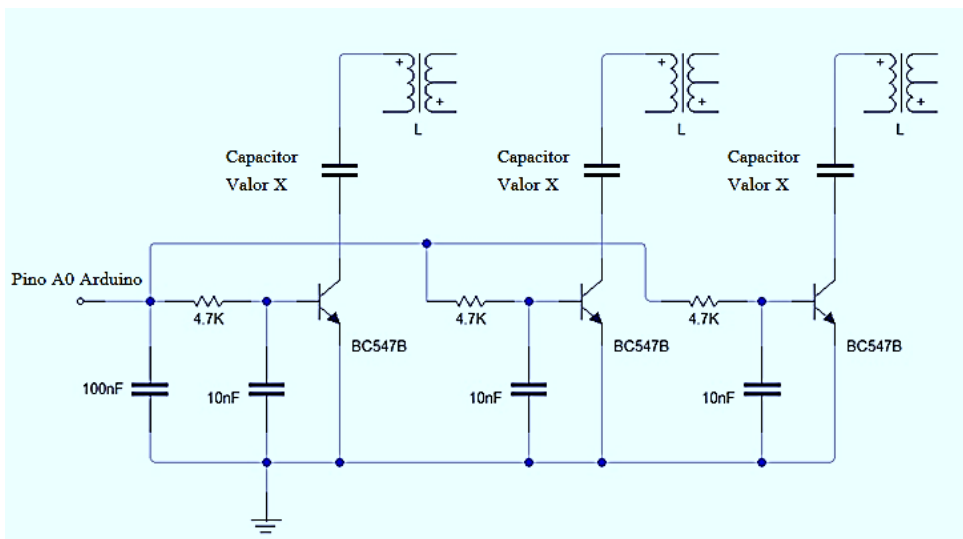 L
L
L
Capacitor
Valor X
Capacitor
Valor X
Capacitor
Valor X
Pino A0 Arduino
4.7K
4.7K
4.7K
BC547B
BC547B
BC547B
100nF
10nF
10nF
10nF